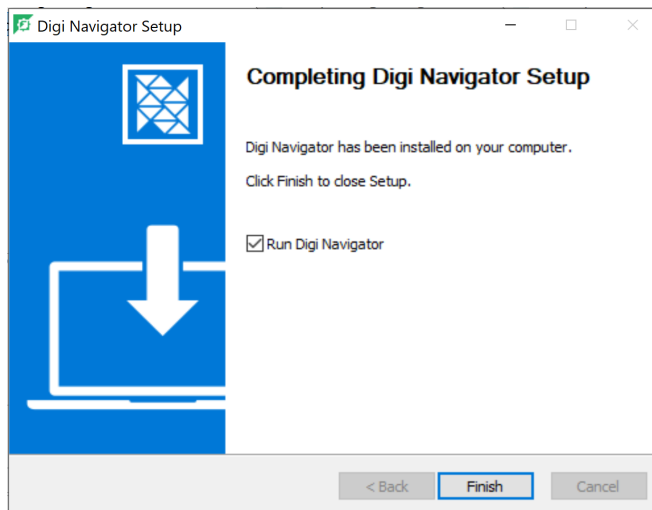 Digi Navigator Setup
Completing Digi Navigator Setup
Digi Navigator has been installed on your computer.
Click Finish to close Setup.
Run Digi Navigator
< Back
Finish
Cancel